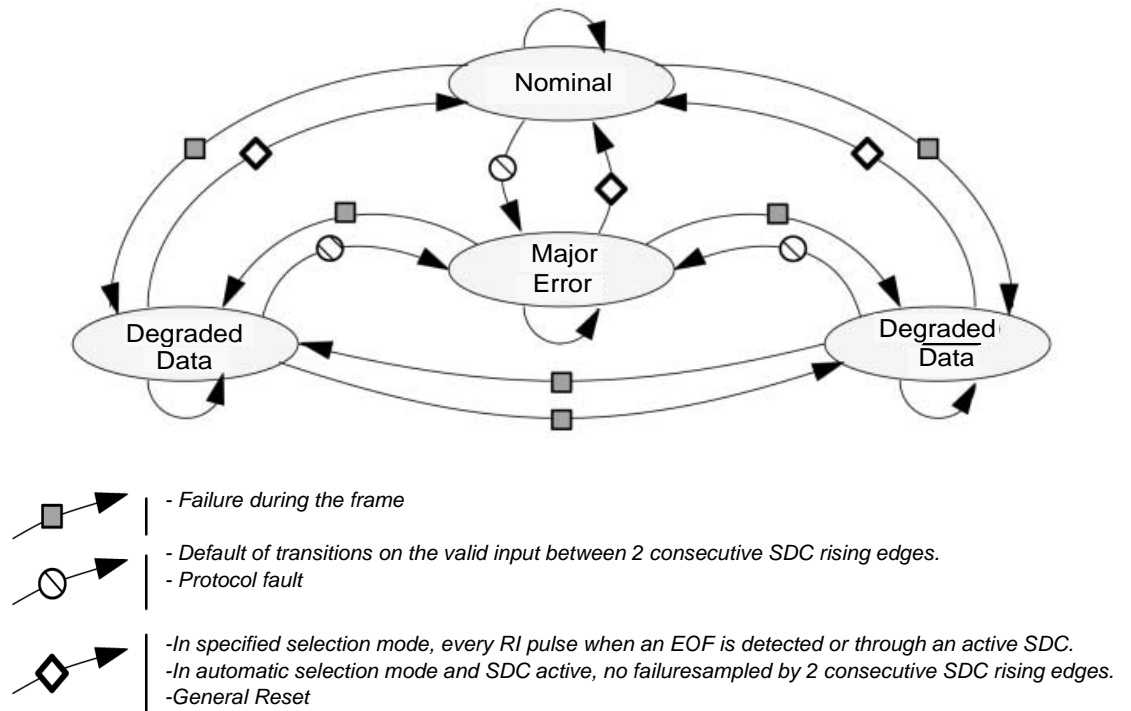 Nominal
Major
Error
Degraded
Data
Degraded
Data
- Failure during the frame
- Default of transitions on the valid input between 2 consecutive SDC rising edges.
- Protocol fault
-In specified selection mode, every RI pulse when an EOF is detected or through an active SDC.
-In automatic selection mode and SDC active, no failuresampled by 2 consecutive SDC rising edges.
-General Reset